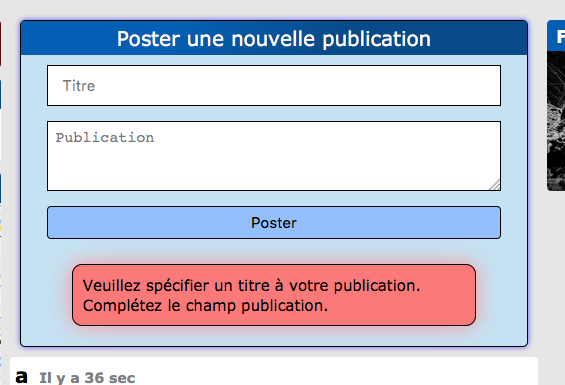 Poster une nouvelle publication
F
Titre
Publication
Poster
Veuillez spécifier un titre à votre publication.
Complétez le champ publication.
a Il y a 36 sec